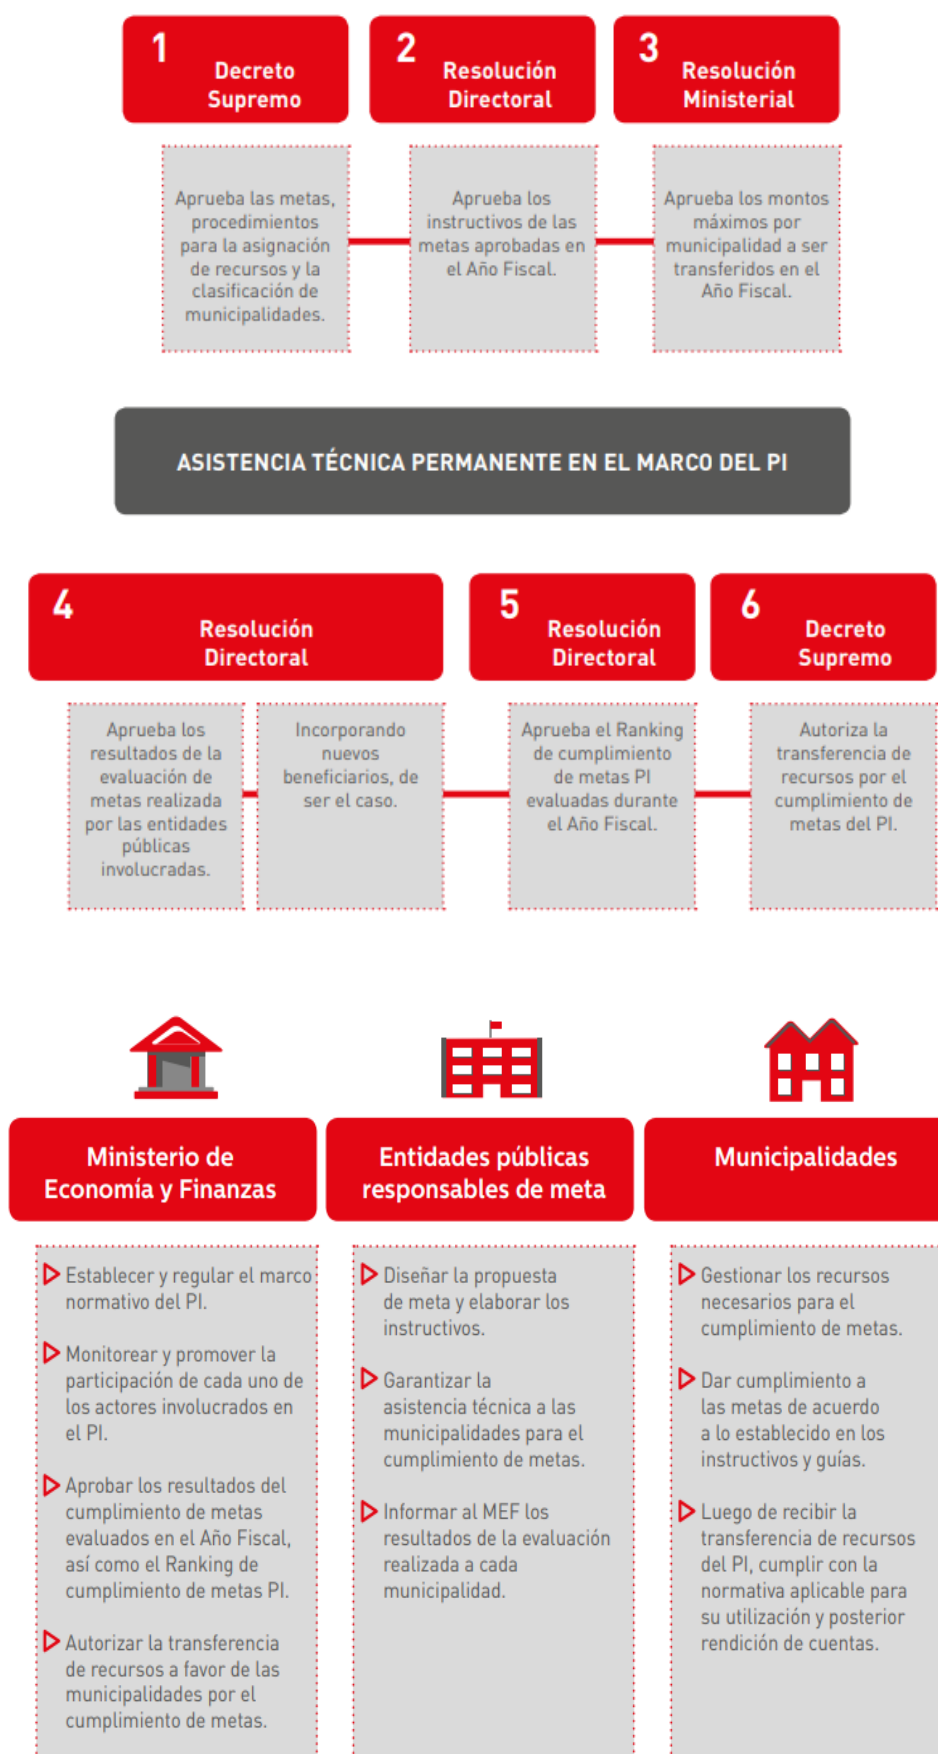 1
Decreto
Supremo
2
Resolución
Directoral
3
Resolución
Ministerial
Aprueba las metas,
procedimientos
para la asignación
de recursos y la
clasificación de
municipalidades.
Aprueba los
instructivos de las
metas aprobadas en
el Año Fiscal.
Aprueba los montos
máximos por
municipalidad a ser
transferidos en el
Año Fiscal.
ASISTENCIA TÉCNICA PERMANENTE EN EL MARCO DEL PI
4
Resolución
Directoral
5
Resolución
Directoral
6
Decreto
Supremo
Aprueba los
resultados de la
evaluación de
metas realizada
por las entidades
públicas
involucradas.
Incorporando
nuevos
beneficiarios, de
ser el caso.
Aprueba el Ranking
de cumplimiento
de metas PI
evaluadas durante
el Año Fiscal.
Autoriza la
transferencia de
recursos por el
cumplimiento de
metas del PI.
Ministerio de
Economía y Finanzas
Establecer y regular el marco
normativo del PI.
Monitorear y promover la
participación de cada uno de
los actores involucrados en
el PI.
Aprobar los resultados del
cumplimiento de metas
evaluados en el Año Fiscal,
así como el Ranking de
cumplimiento de metas PI.
Autorizar la transferencia
de recursos a favor de las
municipalidades por el
cumplimiento de metas.
Entidades públicas
responsables de meta
Diseñar la propuesta
de meta y elaborar los
instructivos.
Garantizar la
asistencia técnica a las
municipalidades para el
cumplimiento de metas.
Informar al MEF los
resultados de la evaluación
realizada a cada
municipalidad.
Municipalidades
Gestionar los recursos
necesarios para el
cumplimiento de metas.
Dar cumplimiento a
las metas de acuerdo
a lo establecido en los
instructivos y guías.
Luego de recibir la
transferencia de recursos
del PI, cumplir con la
normativa aplicable para
su utilización y posterior
rendición de cuentas.